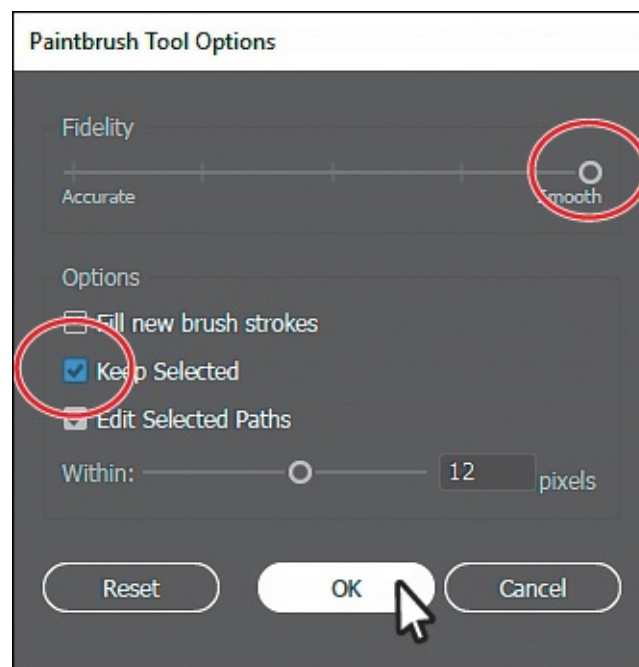 Paintbrush Tool Options
Fidelity
Accurate Smooth
Options
Fill new brush strokes
Keep Selected
Edit Selected Paths
Within: 12 pixels
Reset OK Cancel